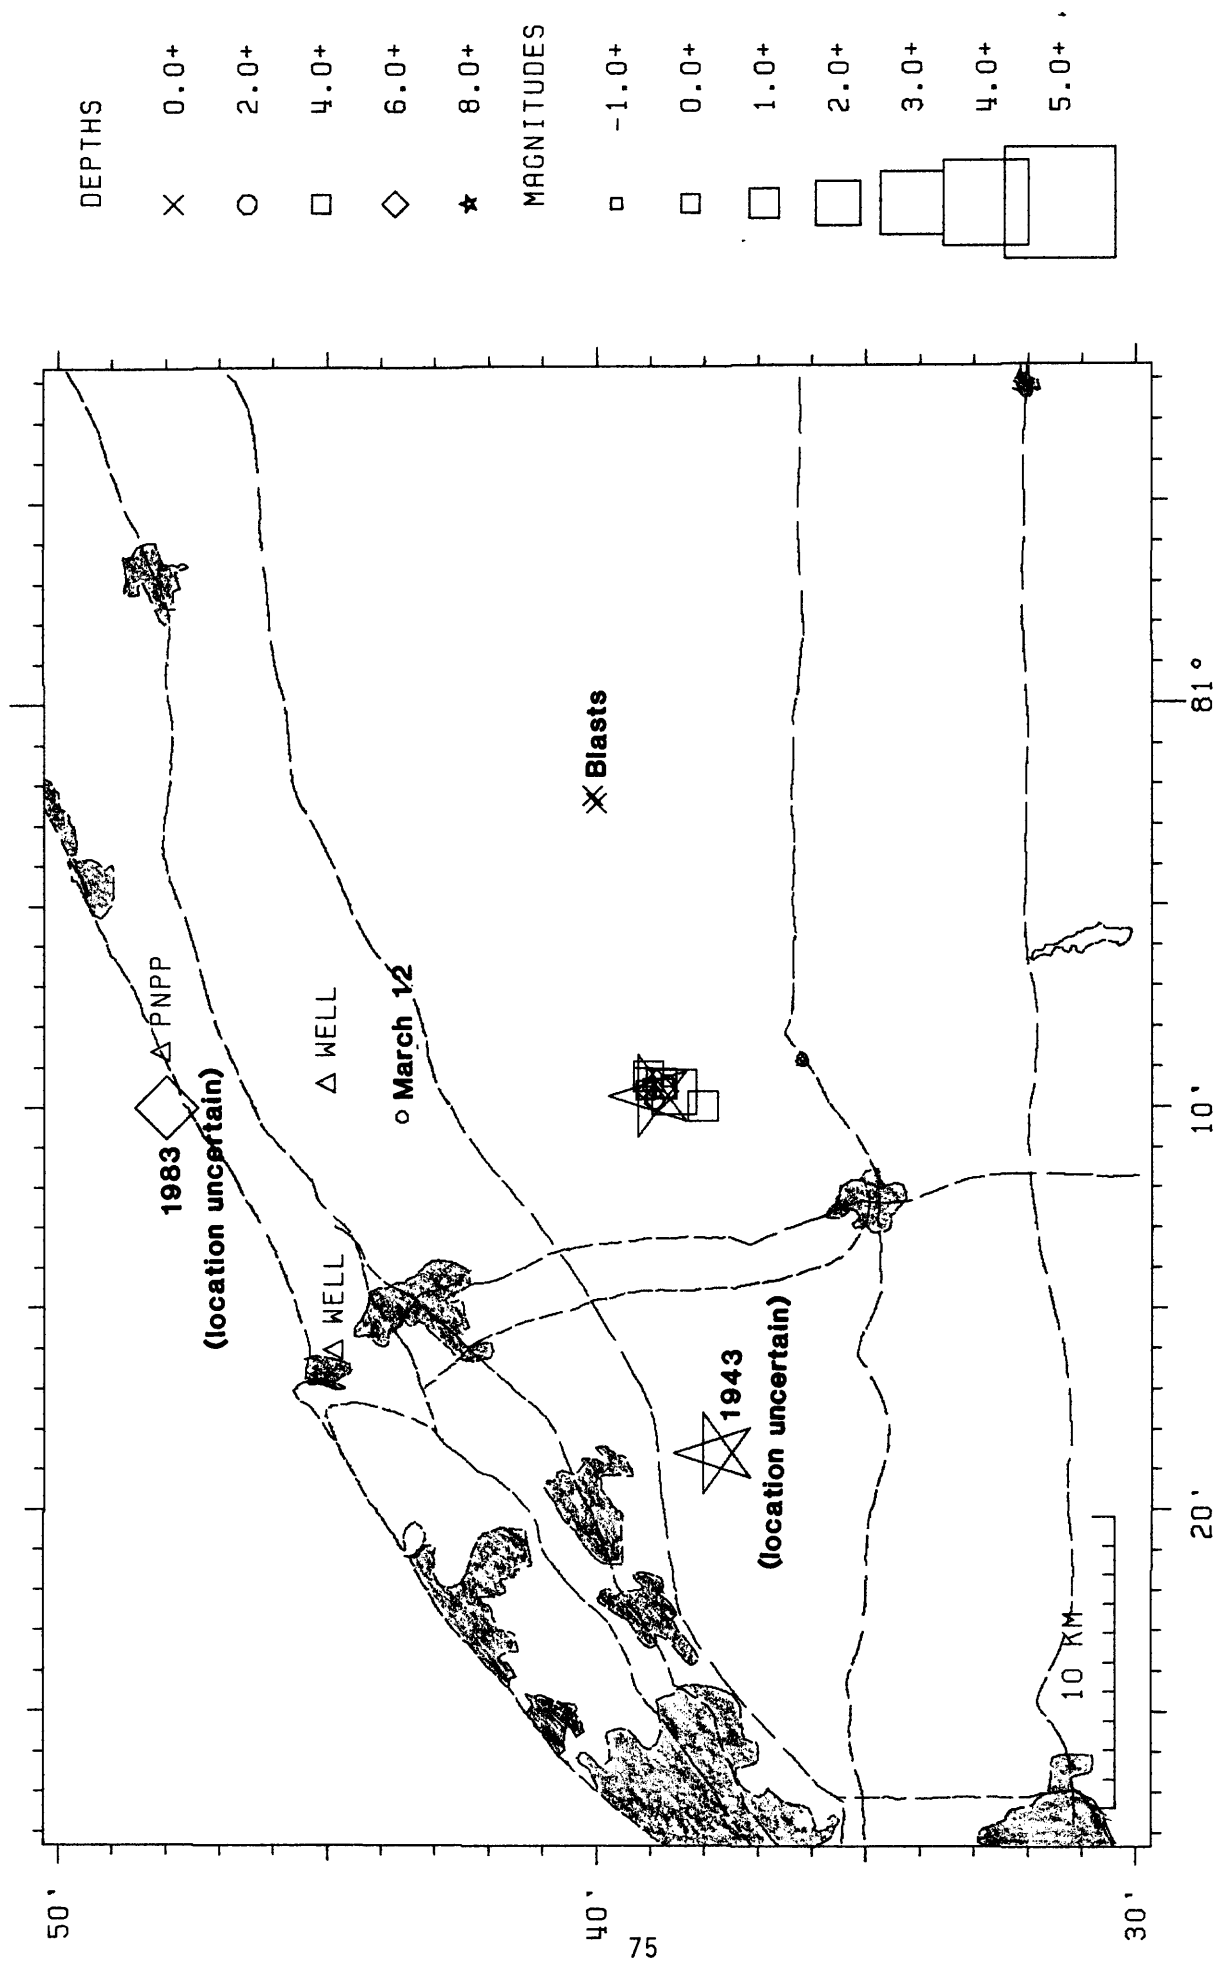 DEPTHS
0.0+
2.0+
4.0+
6.0+
8.0+
MAGNITUDES
-1.0+
0.0+
1.0+
2.0+
3.0+
4.0+
5.0+
50'
40'
30'
81°
10'
20'
PNPP
1983
(location uncertain)
WELL
March 1/2
WELL
Blasts
1943
(location uncertain)
10 KM
75